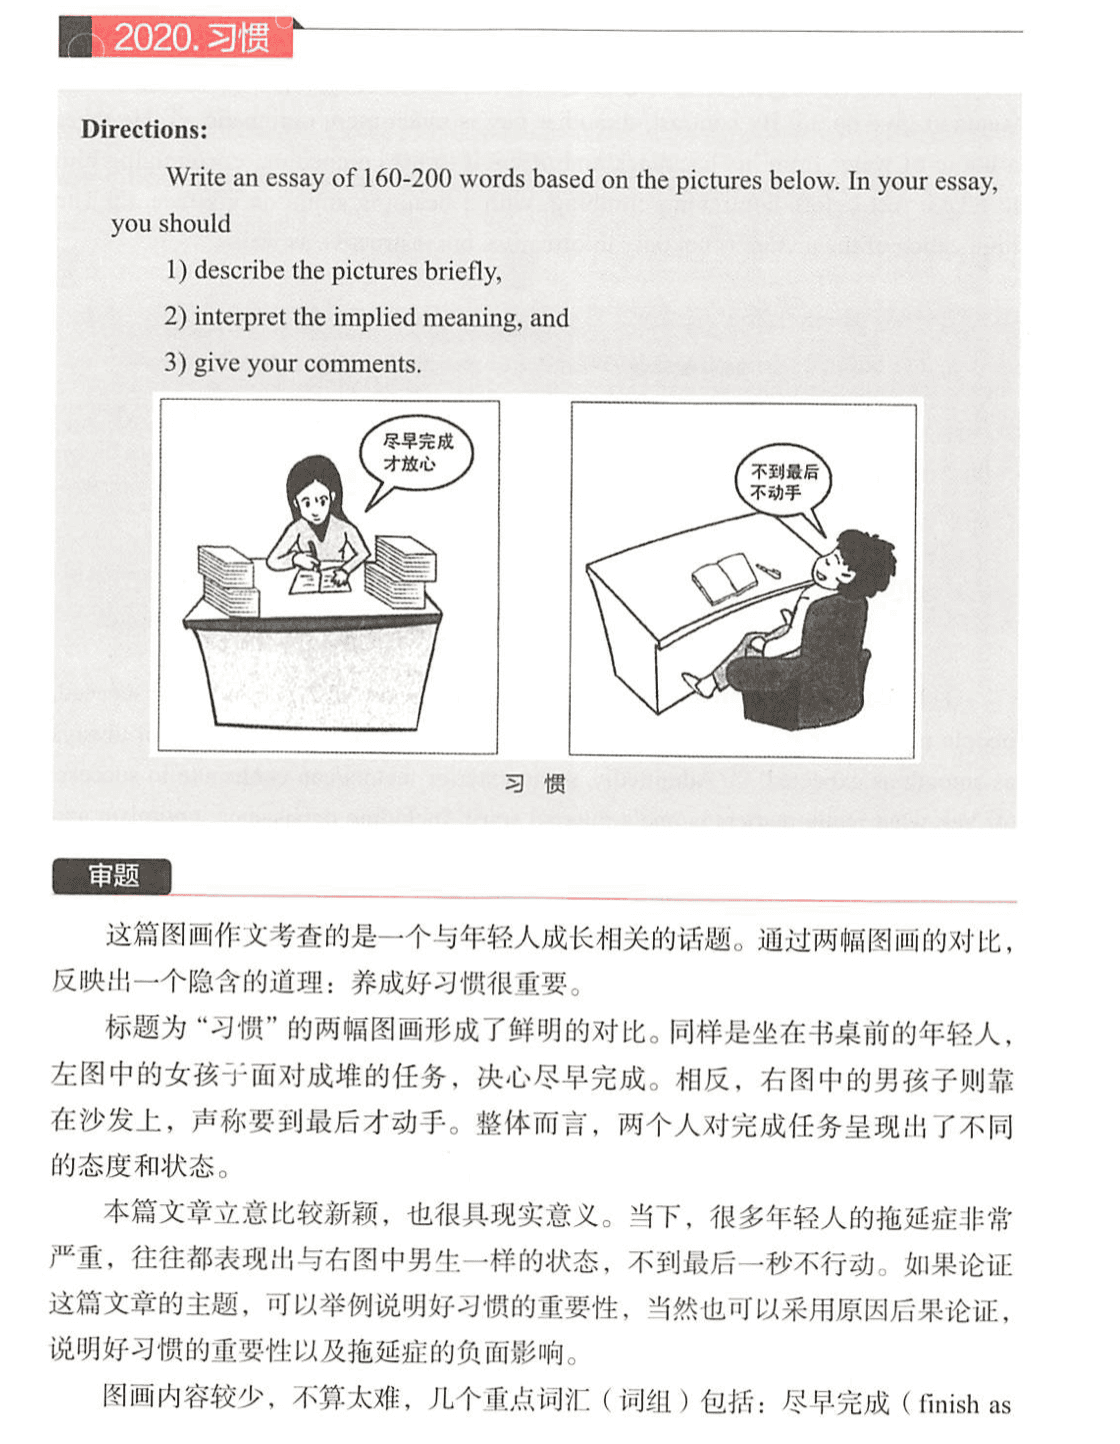 2020. 习惯
Directions:
Write an essay of 160-200 words based on the pictures below. In your essay,
you should
1) describe the pictures briefly,
2) interpret the implied meaning, and
3) give your comments.
尽早完成
才放心
不到最后
不动手
习 惯
审题
这篇图画作文考查的是一个与年轻人成长相关的话题。通过两幅图画的对比，
反映出一个隐含的道理：养成好习惯很重要。
标题为“习惯”的两幅图画形成了鲜明的对比。同样是坐在书桌前的年轻人，
左图中的女孩子面对成堆的任务，决心尽早完成。相反，右图中的男孩子则靠
在沙发上，声称要到最后才动手。整体而言，两个人对完成任务呈现出了不同
的态度和状态。
本篇文章立意比较新颖，也很具现实意义。当下，很多年轻人的拖延症非常
严重，往往都表现出与右图中男生一样的状态，不到最后一秒不行动。如果论证
这篇文章的主题，可以举例说明好习惯的重要性，当然也可以采用原因后果论证，
说明好习惯的重要性以及拖延症的负面影响。
图画内容较少，不算太难，几个重点词汇（词组）包括：尽早完成（finish as